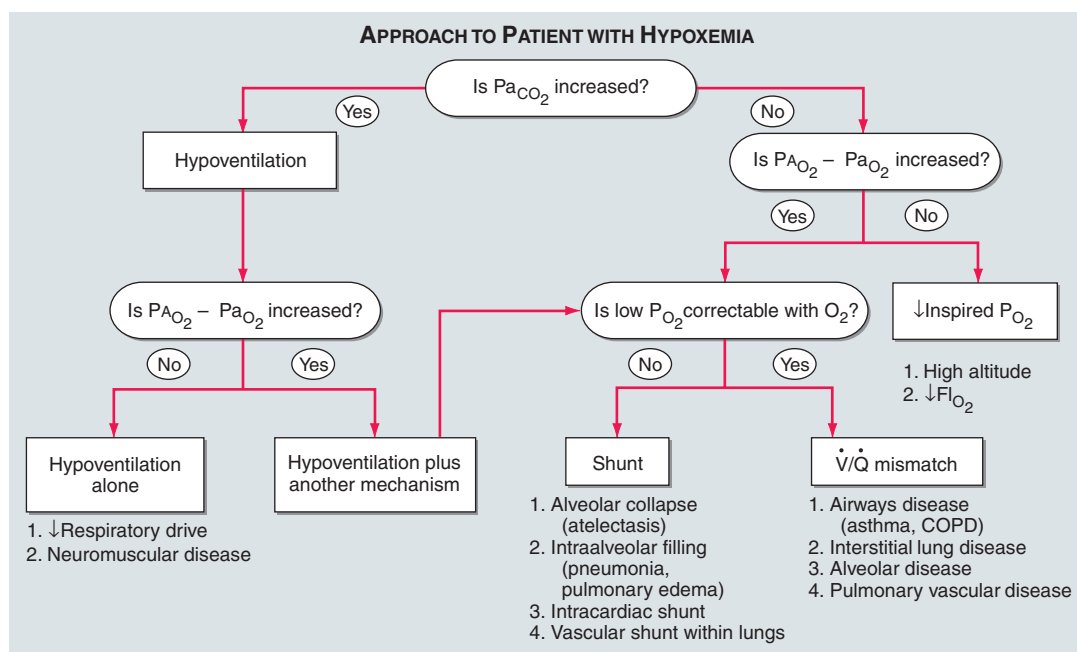 APPROACH TO PATIENT WITH HYPOXEMIA
Is PaCO2 increased?
Yes
No
Hypoventilation
Is PAO2 – PaO2 increased?
Yes
No
Is PAO2 – PaO2 increased?
Is low PO2 correctable with O2?
↓Inspired PO2
No
Yes
No
Yes
1. High altitude
2. ↓FIO2
Hypoventilation
alone
Hypoventilation plus
another mechanism
Shunt
V̇/Q̇ mismatch
1. ↓Respiratory drive
2. Neuromuscular disease
1. Alveolar collapse
(atelectasis)
2. Intraalveolar filling
(pneumonia,
pulmonary edema)
3. Intracardiac shunt
4. Vascular shunt within lungs
1. Airways disease
(asthma, COPD)
2. Interstitial lung disease
3. Alveolar disease
4. Pulmonary vascular disease